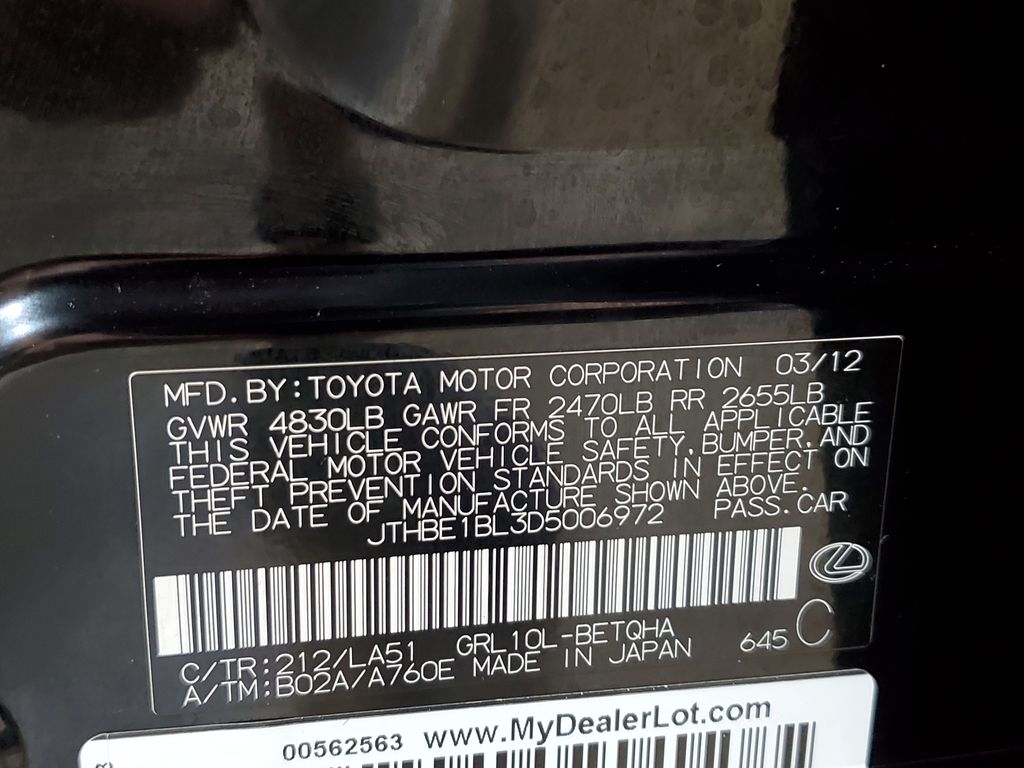 MFD. BY: TOYOTA MOTOR CORPORATION 03/12
GVWR 4830LB GAWR FR 2470LB RR 2655LB
THIS VEHICLE CONFORMS TO ALL APPLICABLE
FEDERAL MOTOR VEHICLE SAFETY, BUMPER, AND
THEFT PREVENTION STANDARDS IN EFFECT ON
THE DATE OF MANUFACTURE SHOWN ABOVE.
JTHBE1BL3D5006972 PASS. CAR
C/TR: 212/LA51 GRL10L-BETQHA 645 C
A/TM: B02A/A760E MADE IN JAPAN
00562563 www.MyDealerLot.com